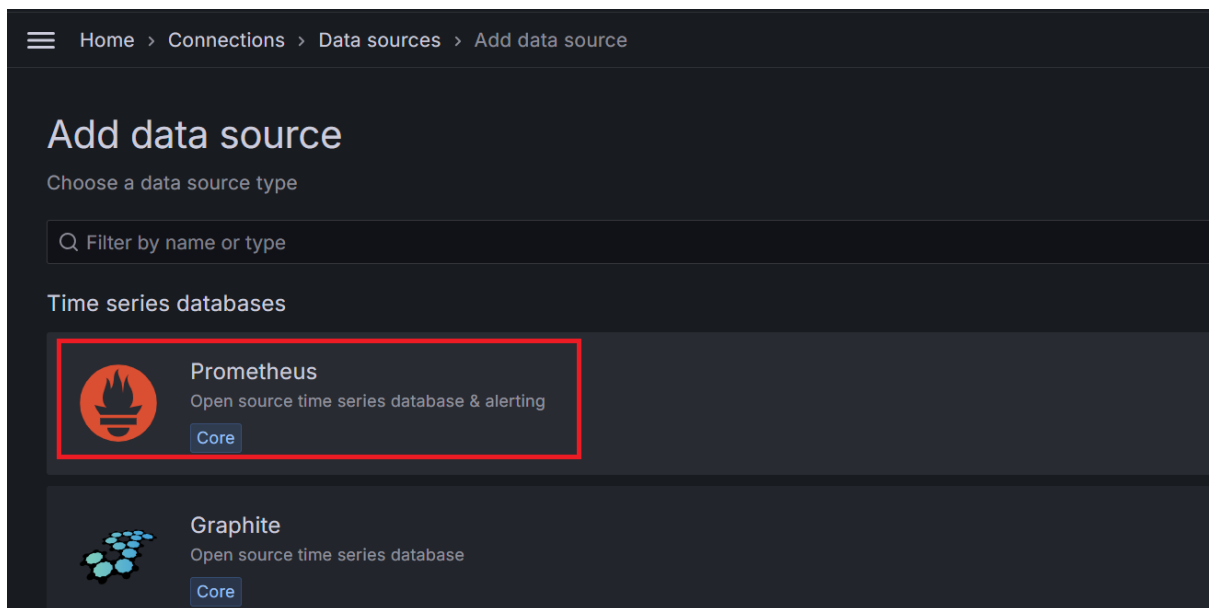 Home > Connections > Data sources > Add data source
Add data source
Choose a data source type
Filter by name or type
Time series databases
Prometheus
Open source time series database & alerting
Core
Graphite
Open source time series database
Core